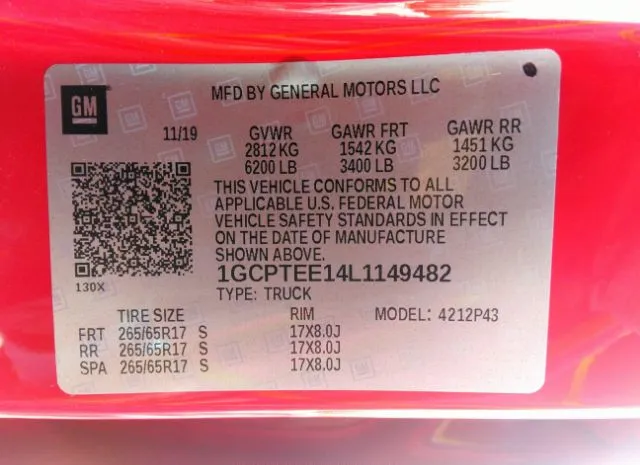 GM
MFD BY GENERAL MOTORS LLC
11/19 GVWR GAWR FRT GAWR RR
2812 KG 1542 KG 1451 KG
6200 LB 3400 LB 3200 LB
THIS VEHICLE CONFORMS TO ALL
APPLICABLE U.S. FEDERAL MOTOR
VEHICLE SAFETY STANDARDS IN EFFECT
ON THE DATE OF MANUFACTURE
SHOWN ABOVE.
130X
1GCPTEE14L1149482
TYPE: TRUCK
TIRE SIZE RIM MODEL: 4212P43
FRT 265/65R17 S 17X8.0J
RR 265/65R17 S 17X8.0J
SPA 265/65R17 S 17X8.0J